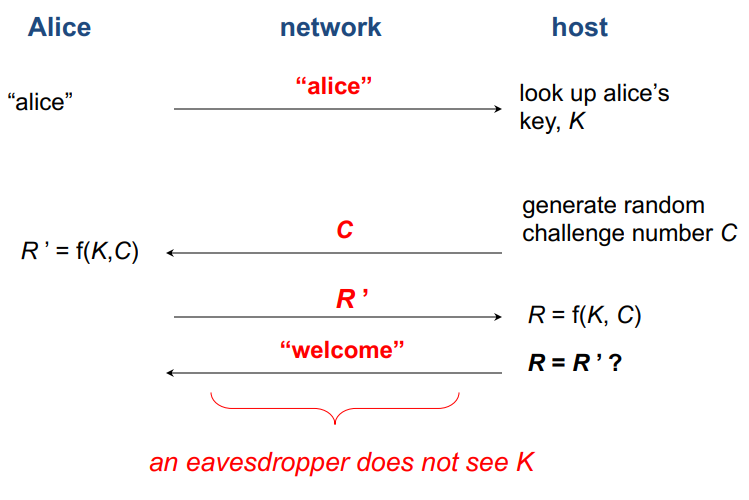 Alice network host
“alice”
“alice”
look up alice’s
key, K
generate random
challenge number C
C
R ’ = f(K,C)
R ’
R = f(K, C)
“welcome”
R = R ’ ?
an eavesdropper does not see K